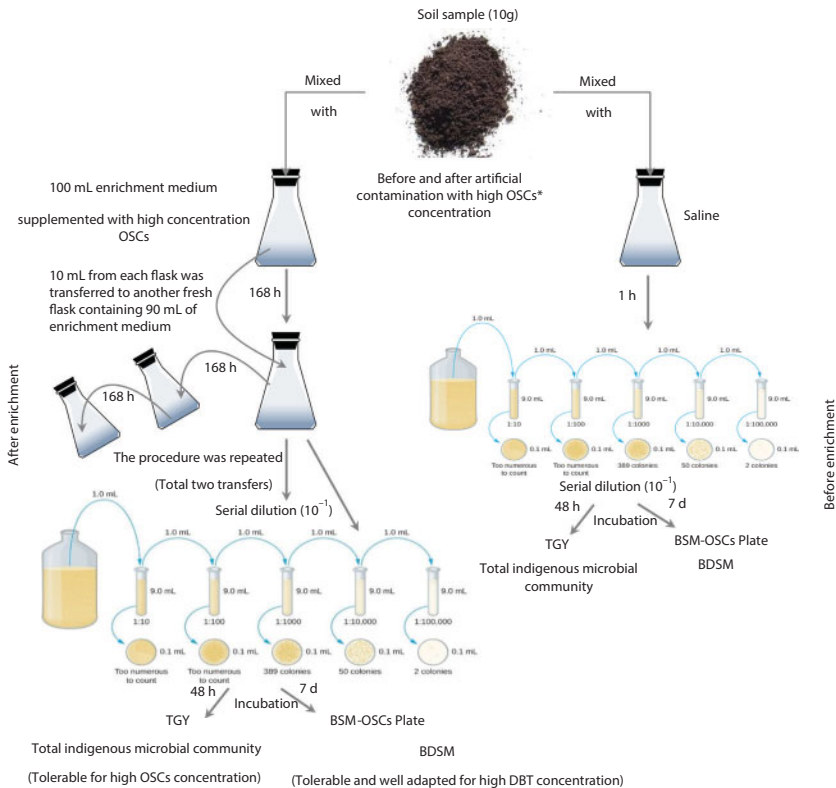 Soil sample (10g)
Mixed
with
Mixed
with
Before and after artificial
contamination with high OSCs*
concentration
100 mL enrichment medium
supplemented with high concentration
OSCs
Saline
10 mL from each flask was
transferred to another fresh
flask containing 90 mL of
enrichment medium
168 h
1 h
168 h
168 h
After enrichment
Before enrichment
The procedure was repeated
(Total two transfers)
Serial dilution (10⁻¹)
1.0 mL
1.0 mL
1.0 mL
1.0 mL
1.0 mL
9.0 mL
9.0 mL
9.0 mL
9.0 mL
9.0 mL
1:10
1:100
1:1000
1:10,000
1:100,000
0.1 mL
0.1 mL
0.1 mL
0.1 mL
0.1 mL
Too numerous
to count
Too numerous
to count
389 colonies
50 colonies
2 colonies
Serial dilution (10⁻¹)
48 h
7 d
Incubation
TGY
BSM-OSCs Plate
Total indigenous microbial
community
BDSM
1.0 mL
1.0 mL
1.0 mL
1.0 mL
1.0 mL
9.0 mL
9.0 mL
9.0 mL
9.0 mL
9.0 mL
1:10
1:100
1:1000
1:10,000
1:100,000
0.1 mL
0.1 mL
0.1 mL
0.1 mL
0.1 mL
Too numerous
to count
Too numerous
to count
389 colonies
50 colonies
2 colonies
48 h
7 d
Incubation
TGY
BSM-OSCs Plate
Total indigenous microbial community
BDSM
(Tolerable for high OSCs concentration)
(Tolerable and well adapted for high DBT concentration)